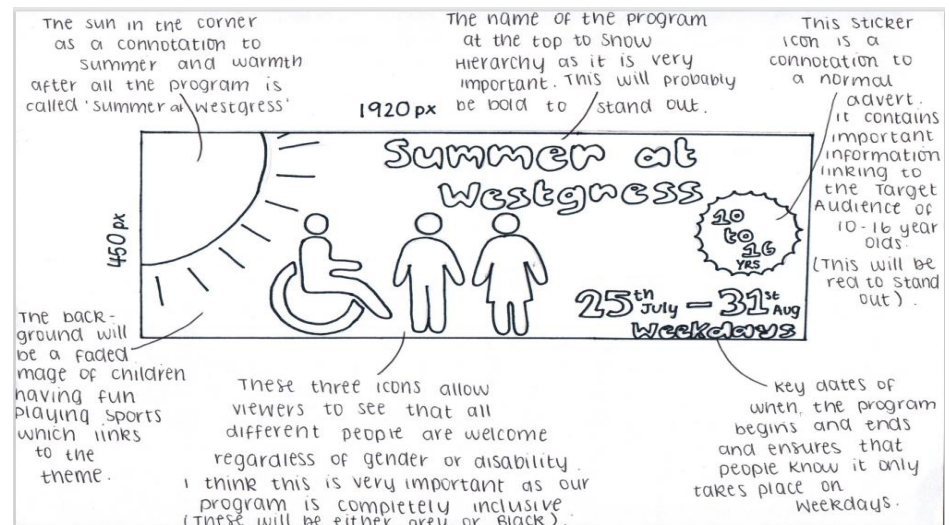 The sun in the corner
as a connotation to
summer and warmth
after all the program is
called 'summer at Westgress'
The name of the program
at the top to show
Hierarchy as it is very
important. This will probably
be bold to stand out.
This sticker
icon is a
connotation to
a normal
advert.
it contains
important
information
linking to
the Target
Audience of
10-16 year
olds.
(This will be
red to stand
out).
1920 px
450 px
Summer at
Westgness
10
to
16
YRS
25th July - 31st Aug
Weekdays
The back-
ground will
be a faded
mage of children
having fun
playing sports
which links
to the
theme.
These three icons allow
viewers to see that all
different people are welcome
regardless of gender or disability.
I think this is very important as our
program is completely inclusive
(These will be either grey or Black).
Key dates of
when, the program
begins and ends
and ensures that
people know it only
takes place on
weekdays.